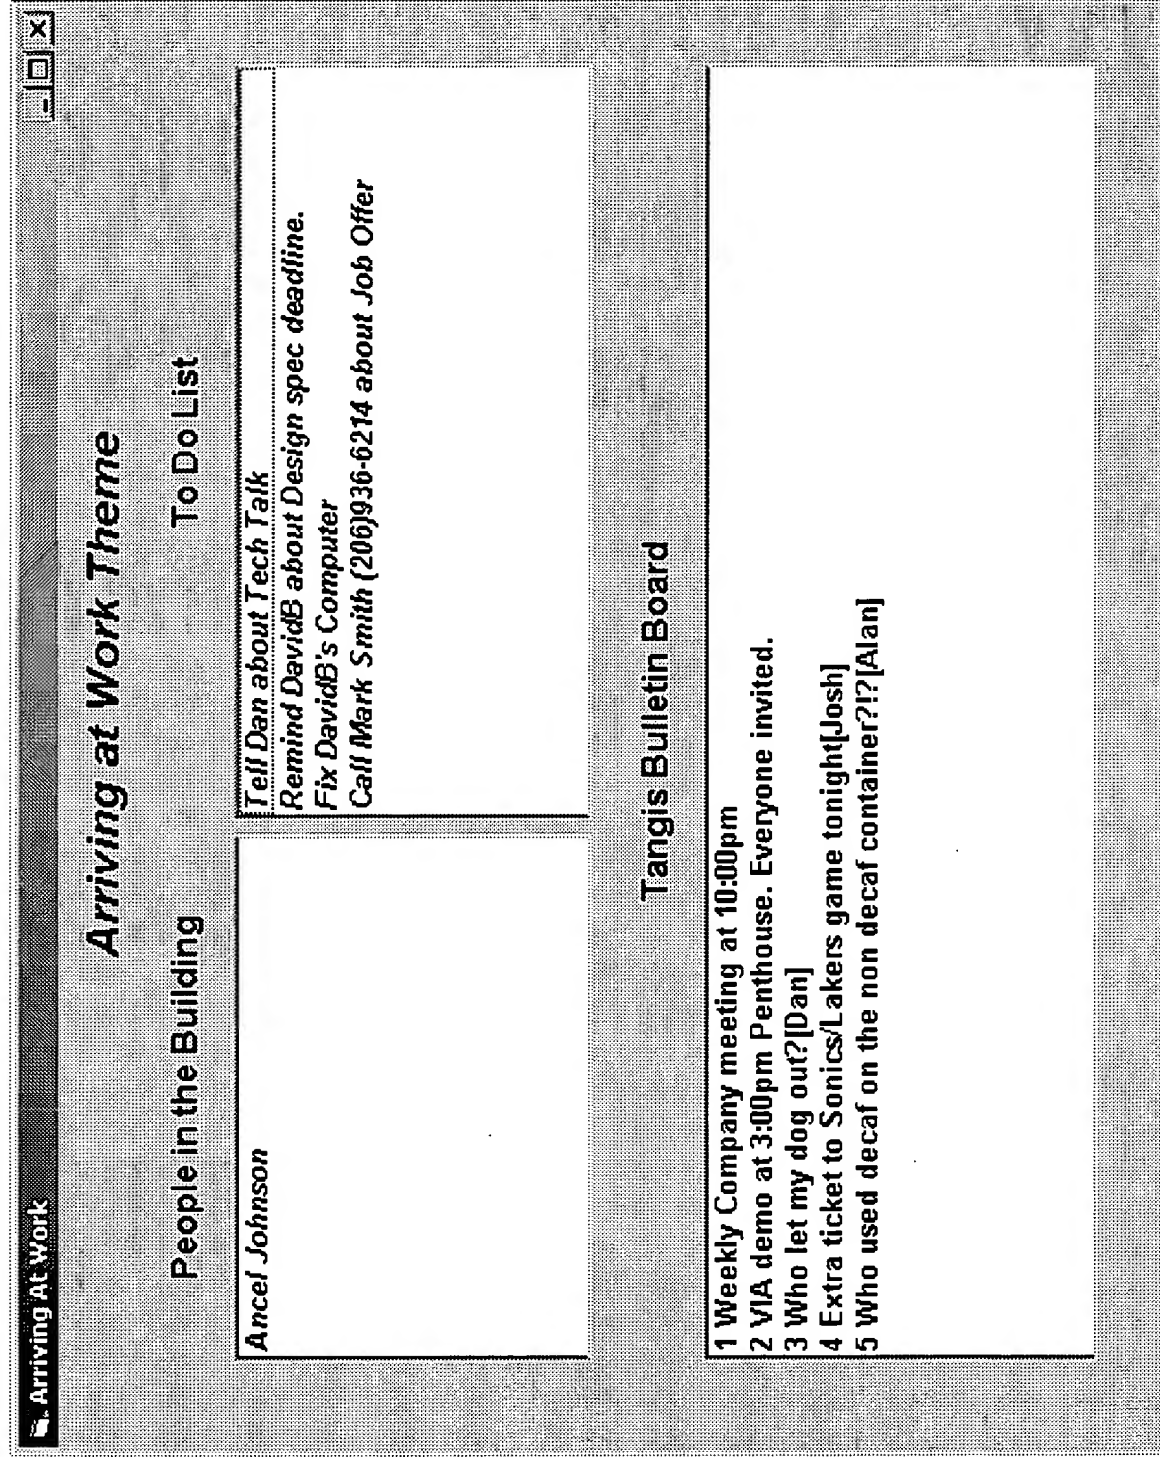 Arriving At Work
Arriving at Work Theme
People in the Building
Ancel Johnson
To Do List
Tell Dan about Tech Talk
Remind DavidB about Design spec deadline.
Fix DavidB's Computer
Call Mark Smith (206)936-6214 about Job Offer
Tangis Bulletin Board
1 Weekly Company meeting at 10:00pm
2 VIA demo at 3:00pm Penthouse. Everyone invited.
3 Who let my dog out?[Dan]
4 Extra ticket to Sonics/Lakers game tonight[Josh]
5 Who used decaf on the non decaf container?!?[Alan]